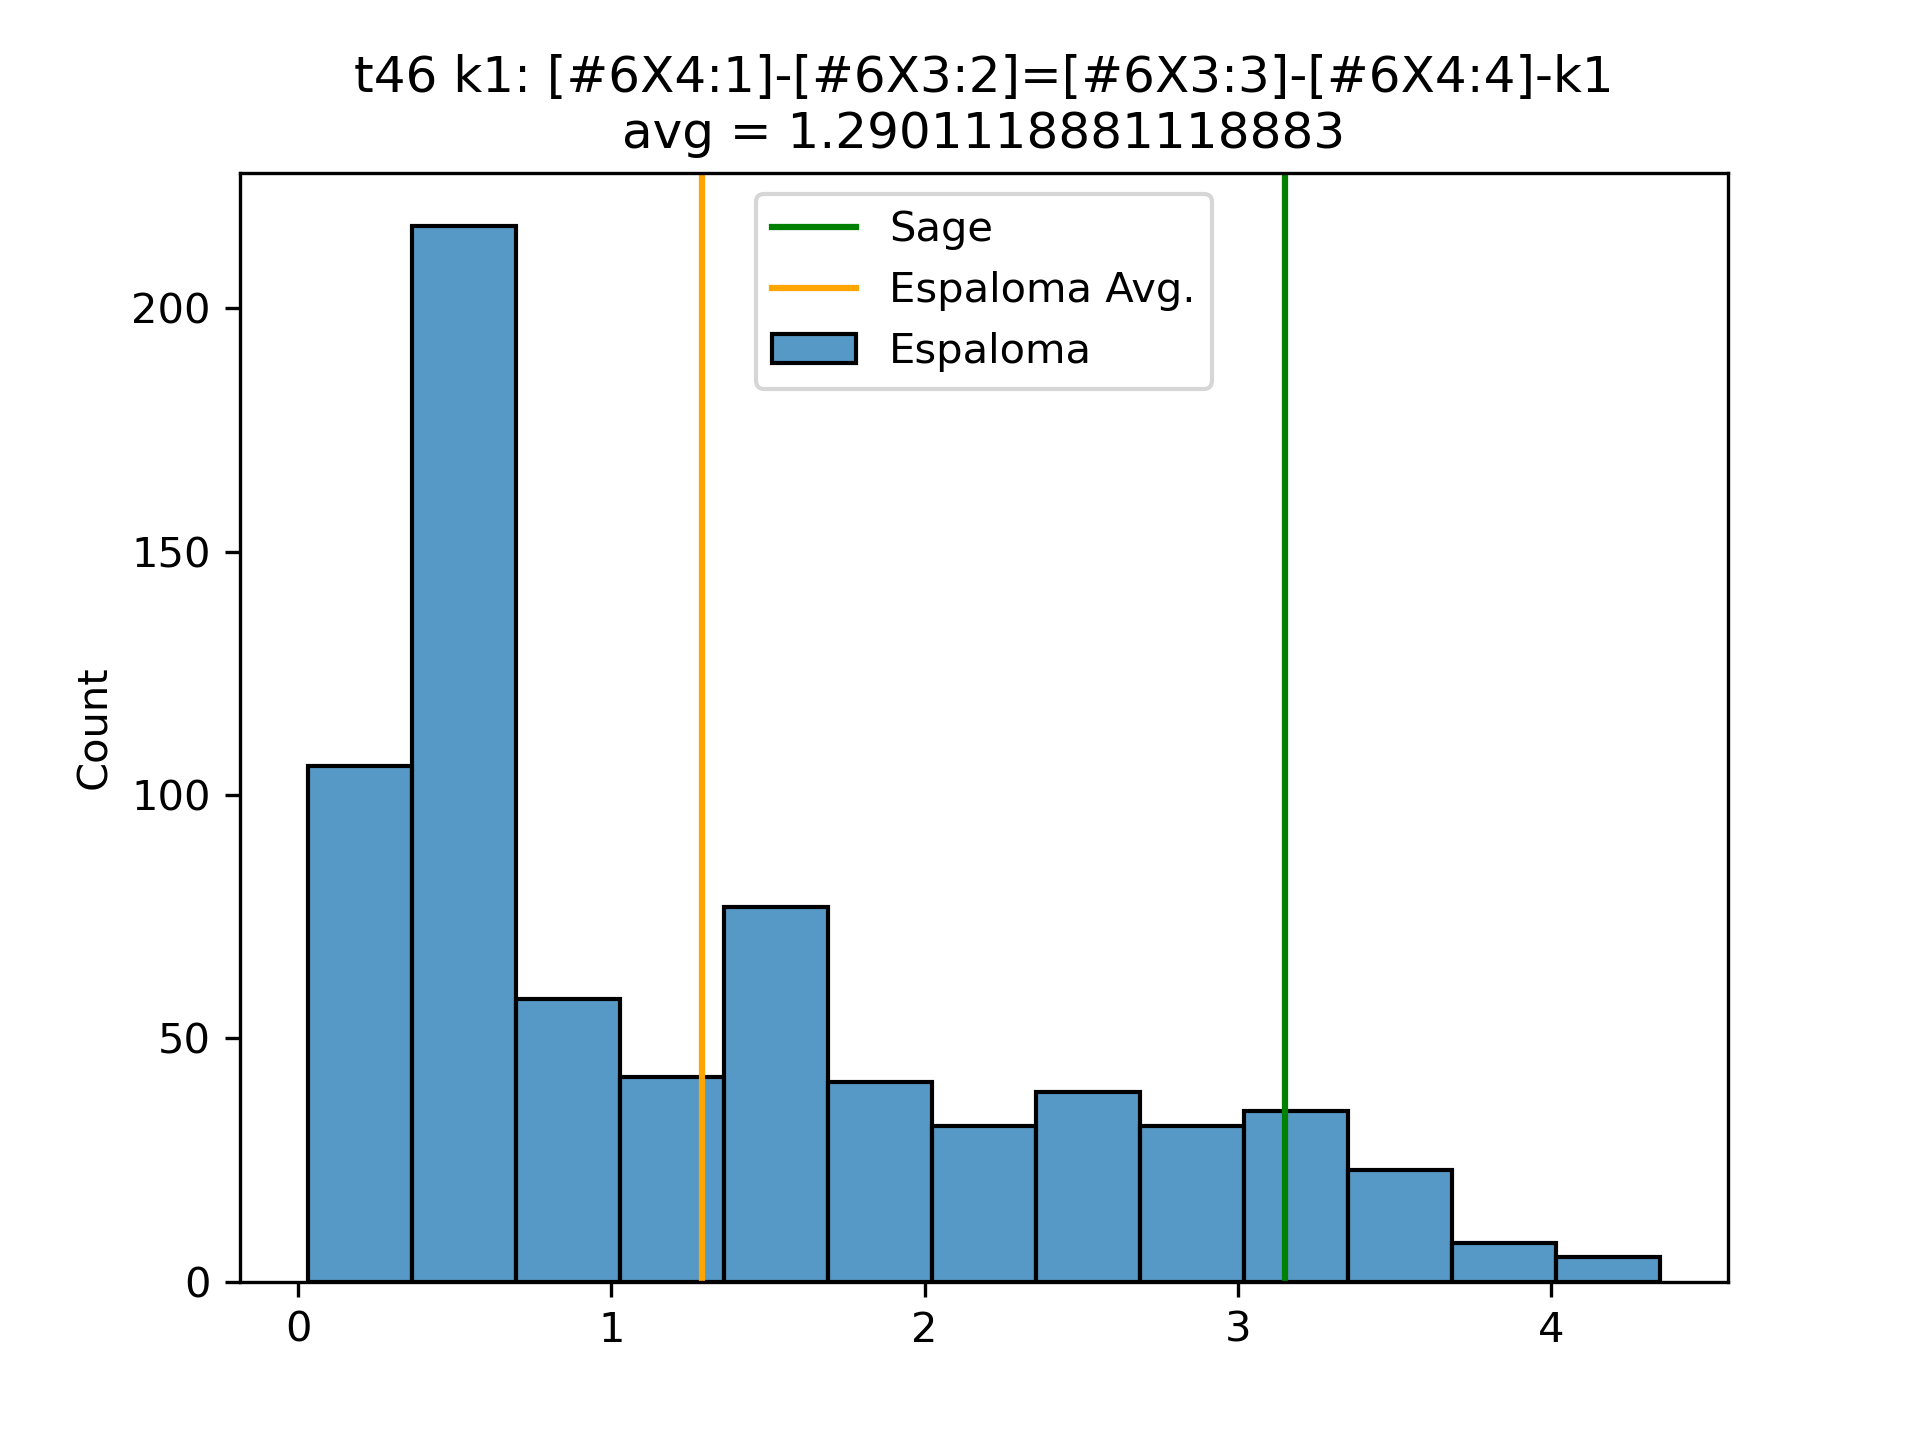 t46 k1: [#6X4:1]-[#6X3:2]=[#6X3:3]-[#6X4:4]-k1
avg = 1.2901118881118883
Sage
Espaloma Avg.
Espaloma
Count
200
150
100
50
0
0 1 2 3 4